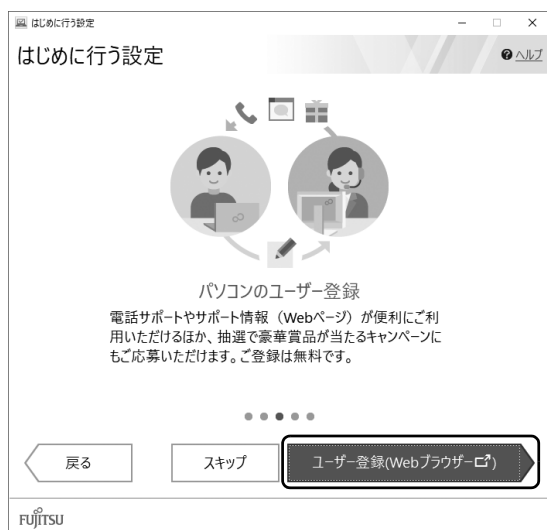 はじめに行う設定
はじめに行う設定
? ヘルプ
パソコンのユーザー登録
電話サポートやサポート情報（Webページ）が便利にご利
用いただけるほか、抽選で豪華賞品が当たるキャンペーンに
もご応募いただけます。ご登録は無料です。
戻る
スキップ
ユーザー登録(Webブラウザー)
FUJITSU